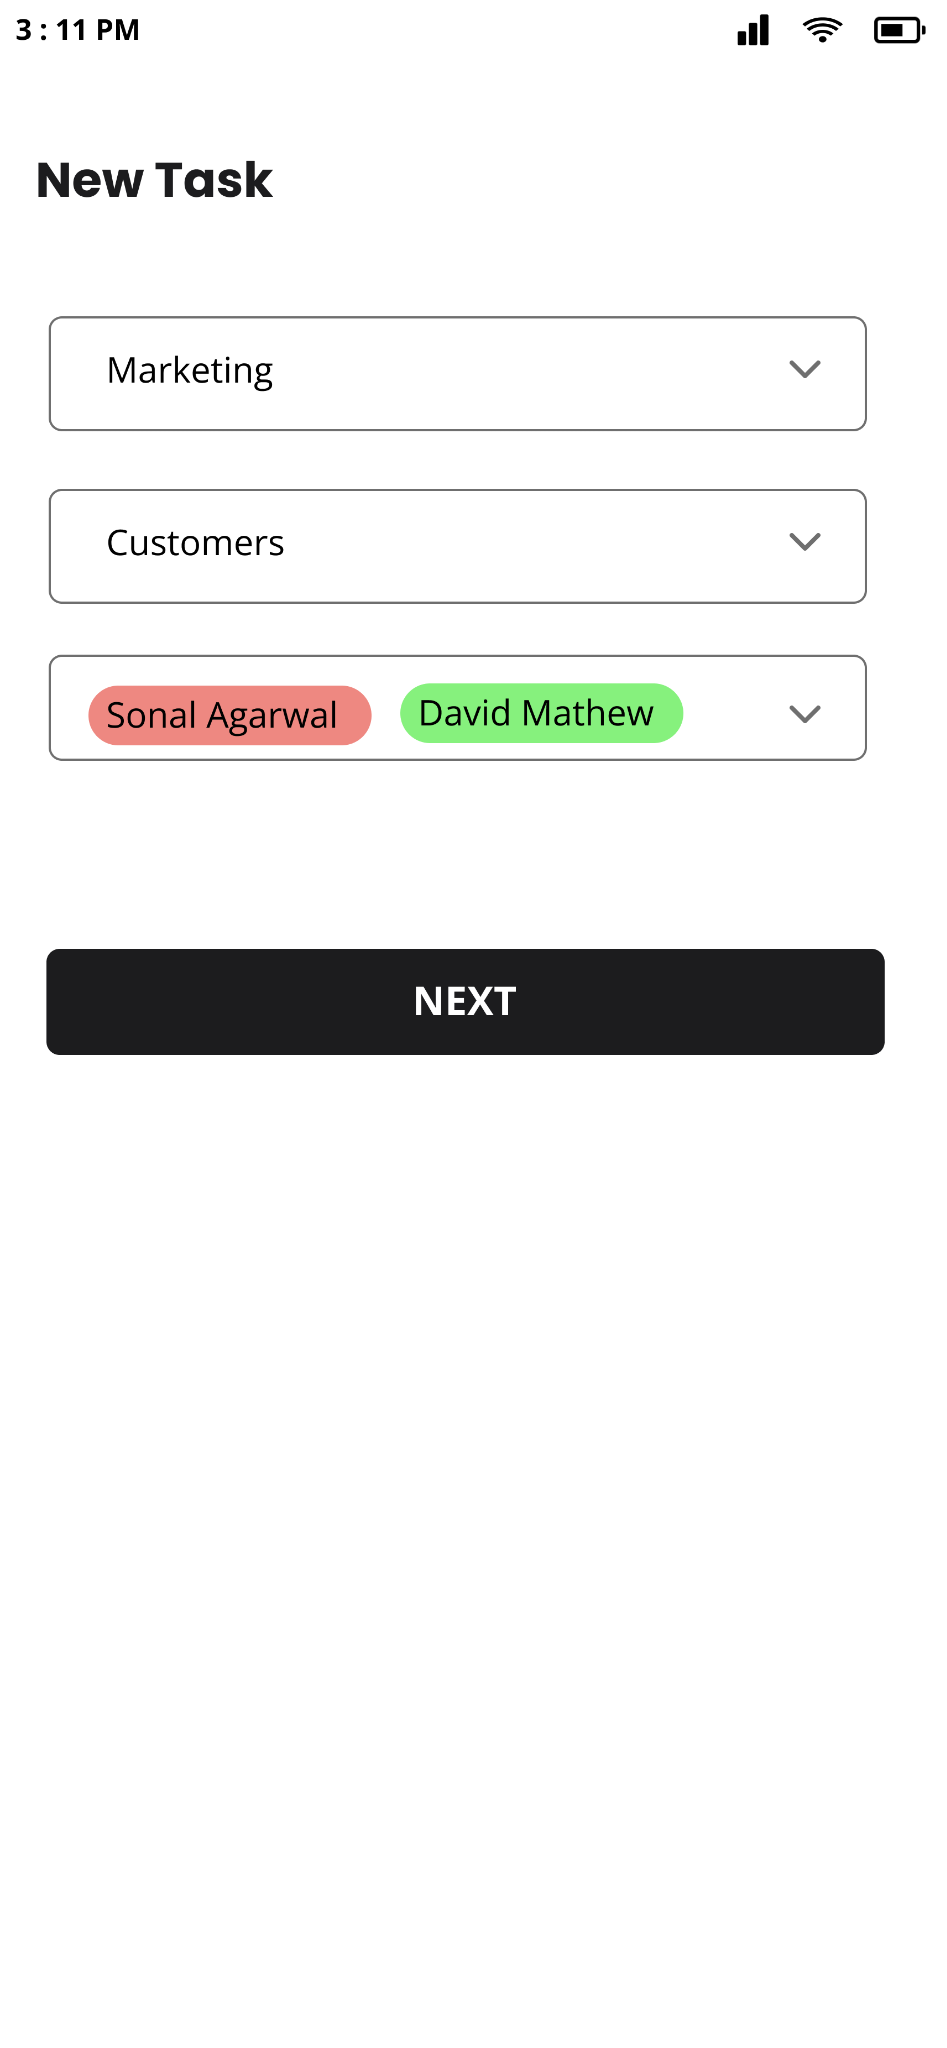 3 : 11 PM
New Task
Marketing
Customers
Sonal Agarwal David Mathew
NEXT